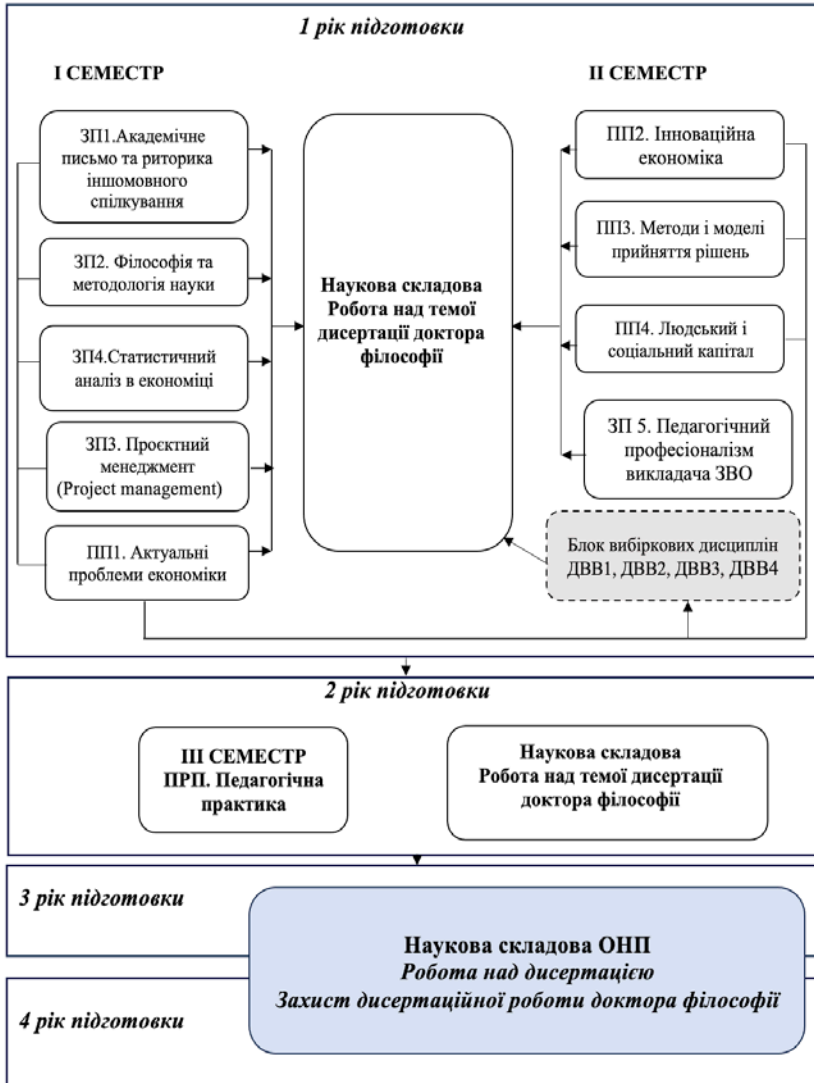 1 рік підготовки
І СЕМЕСТР
ЗП1.Академічне
письмо та риторика
іншомовного
спілкування
ЗП2. Філософія та
методологія науки
ЗП4.Статистичний
аналіз в економіці
ЗП3. Проєктний
менеджмент
(Project management)
ПП1. Актуальні
проблеми економіки
Наукова складова
Робота над темої
дисертації доктора
філософії
ІІ СЕМЕСТР
ПП2. Інноваційна
економіка
ПП3. Методи і моделі
прийняття рішень
ПП4. Людський і
соціальний капітал
ЗП 5. Педагогічний
професіоналізм
викладача ЗВО
Блок вибіркових дисциплін
ДВВ1, ДВВ2, ДВВ3, ДВВ4
2 рік підготовки
ІІІ СЕМЕСТР
ПРП. Педагогічна
практика
Наукова складова
Робота над темої дисертації
доктора філософії
3 рік підготовки
Наукова складова ОНП
Робота над дисертацією
Захист дисертаційної роботи доктора філософії
4 рік підготовки